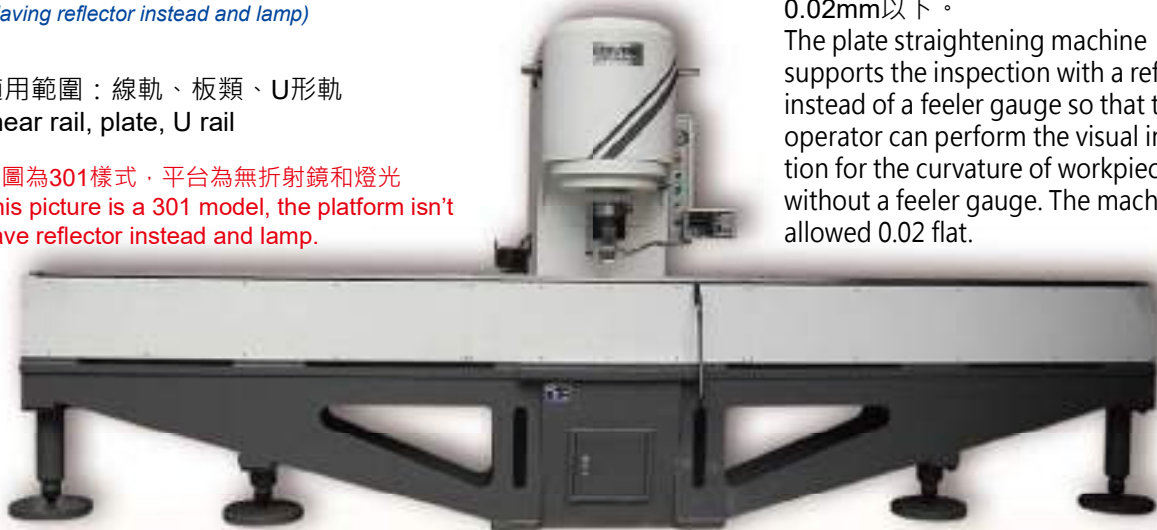 aving reflector instead and lamp)
用範圍：線軌、板類、U形軌
near rail, plate, U rail
圖為301樣式，平台為無折射鏡和燈光
his picture is a 301 model, the platform isn't
ave reflector instead and lamp.
0.02mm以下。
The plate straightening machine
supports the inspection with a ref
instead of a feeler gauge so that t
operator can perform the visual in
tion for the curvature of workpiec
without a feeler gauge. The mach
allowed 0.02 flat.